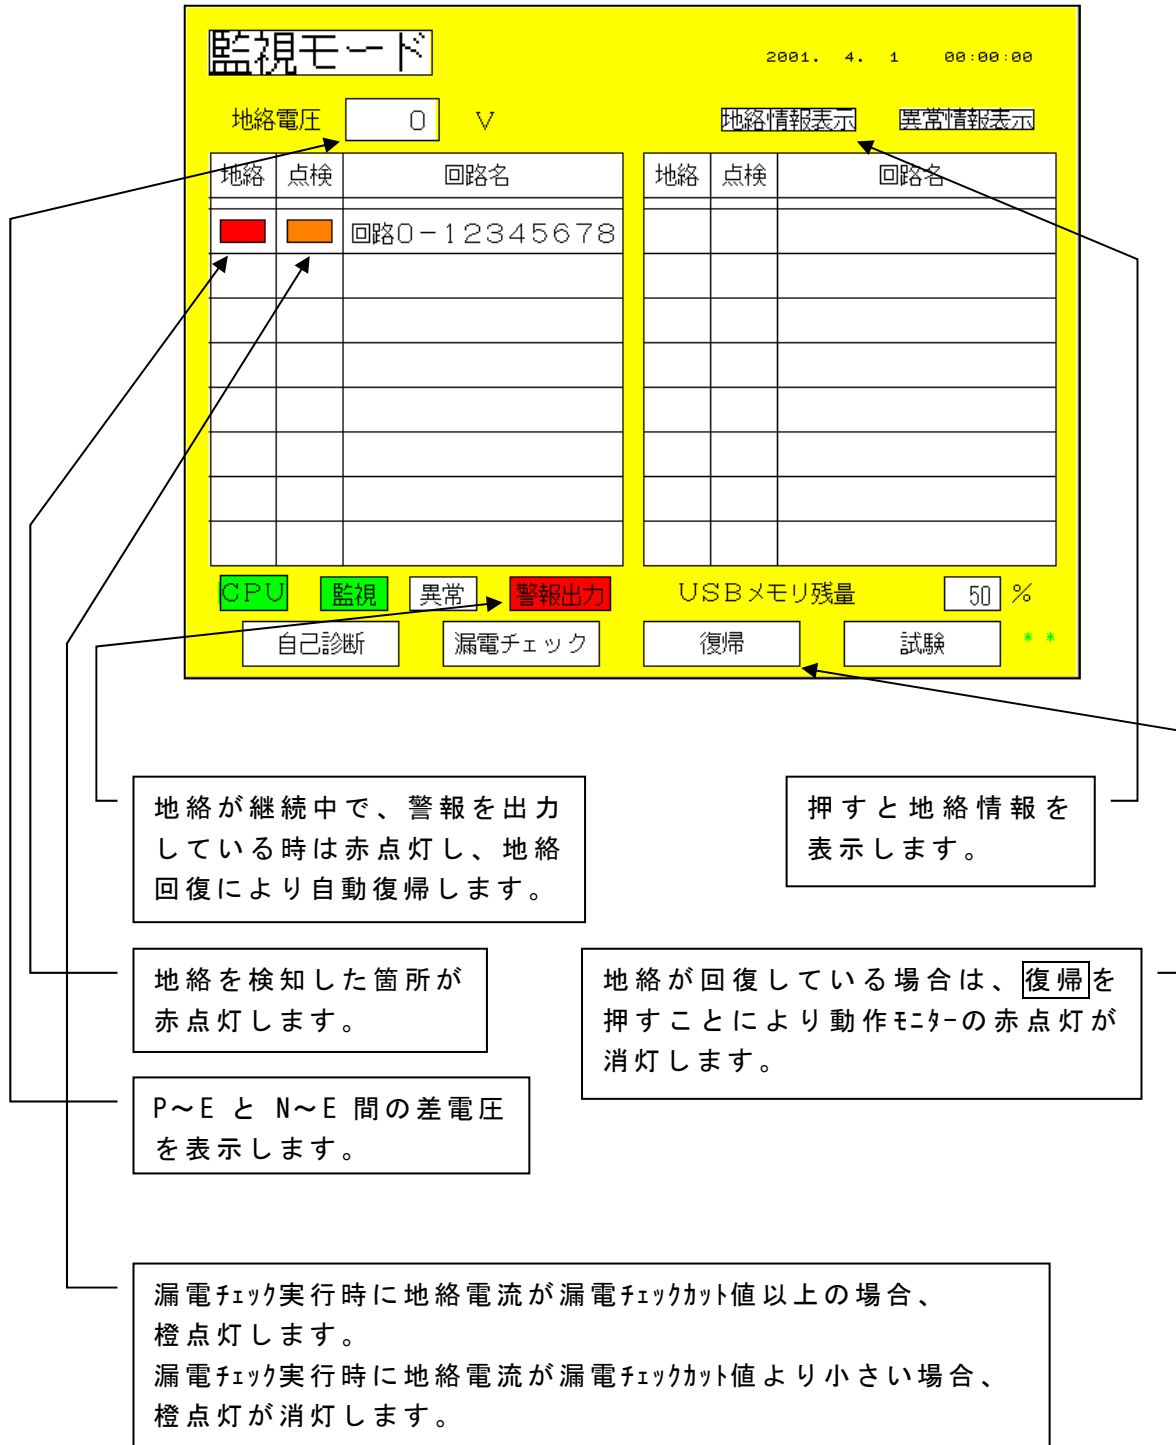 監視モード
2001. 4. 1 00:00:00
地絡電圧 0 V
地絡情報表示 異常情報表示
地絡 点検 回路名 地絡 点検 回路名
回路0−12345678
CPU 監視 異常 警報出力 USBメモリ残量 50 %
自己診断 漏電チェック 復帰 試験 **
地絡が継続中で、警報を出力
している時は赤点灯し、地絡
回復により自動復帰します。
押すと地絡情報を
表示します。
地絡を検知した箇所が
赤点灯します。
地絡が回復している場合は、復帰を
押すことにより動作ﾓﾆﾀｰの赤点灯が
消灯します。
P～E と N～E 間の差電圧
を表示します。
漏電ﾁｪｯｸ実行時に地絡電流が漏電ﾁｪｯｸｶｯﾄ値以上の場合、
橙点灯します。
漏電ﾁｪｯｸ実行時に地絡電流が漏電ﾁｪｯｸｶｯﾄ値より小さい場合、
橙点灯が消灯します。